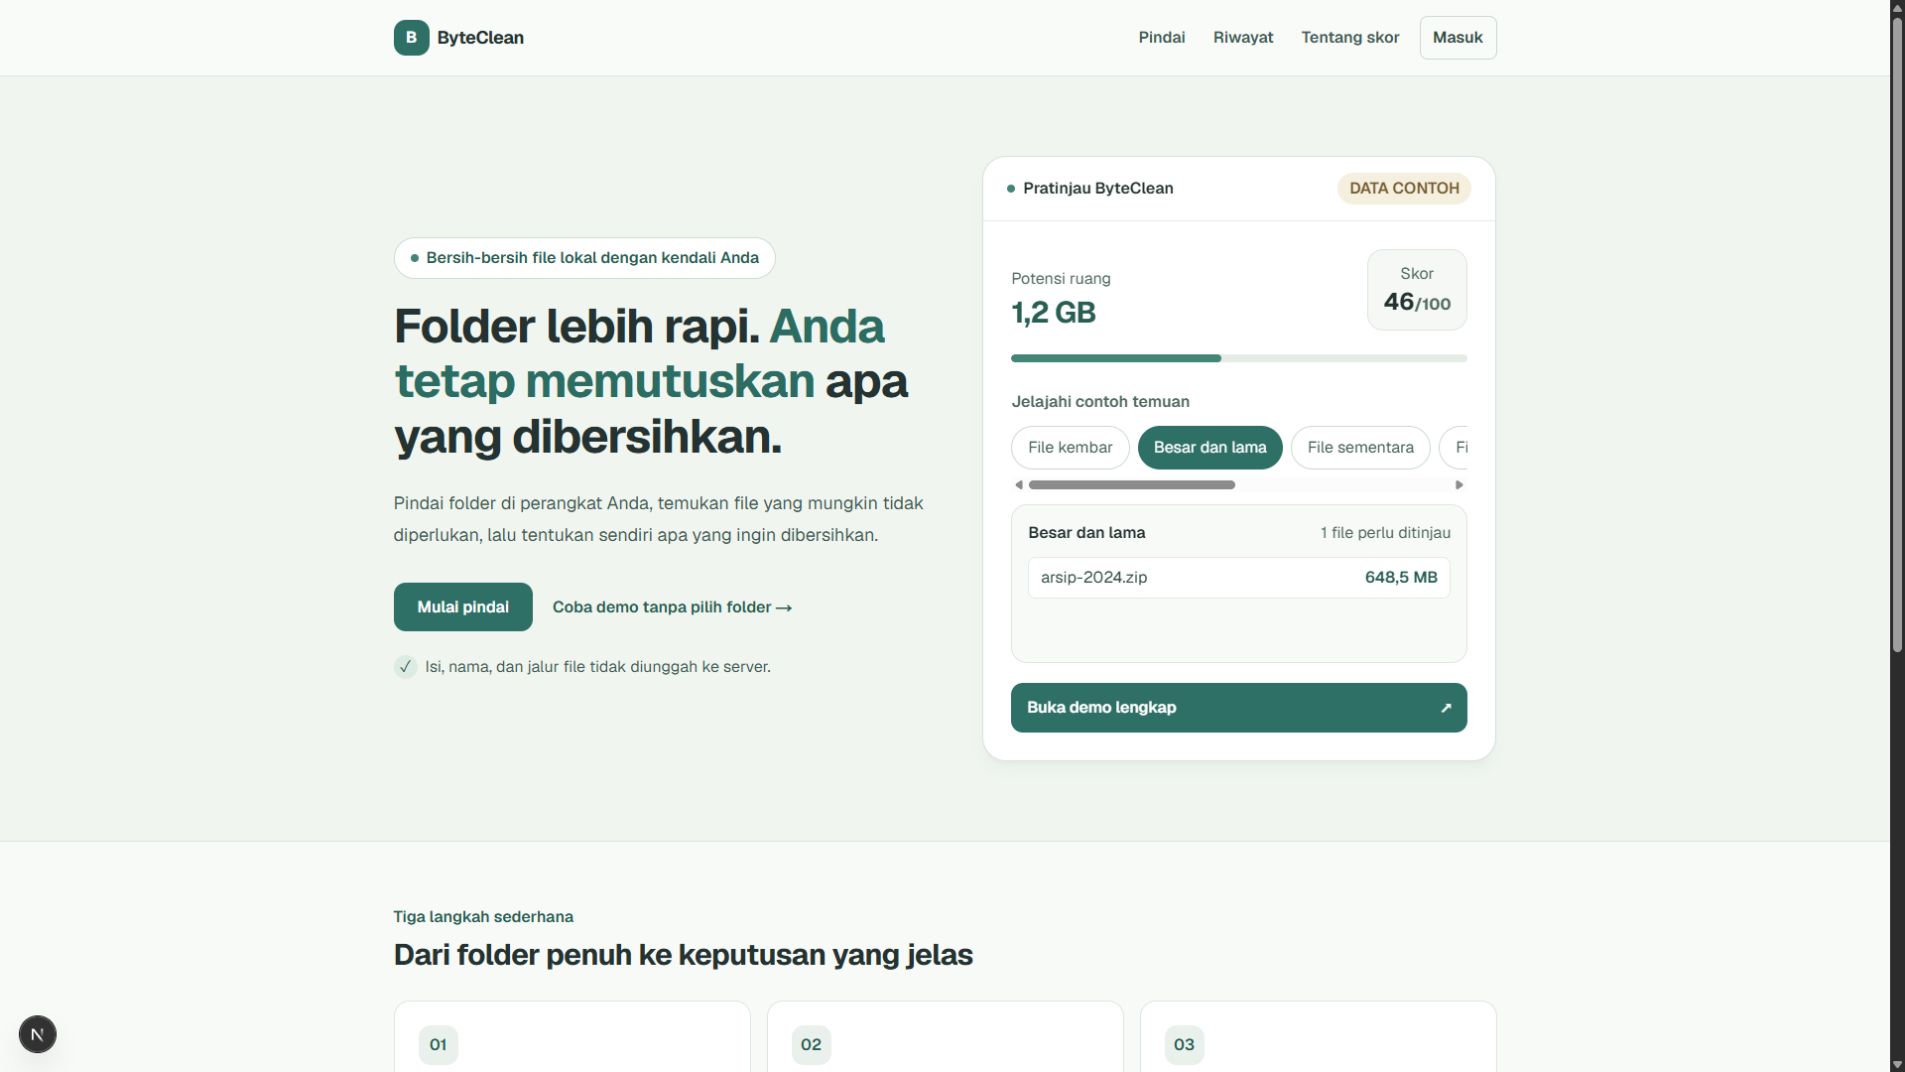 B ByteClean
Pindai Riwayat Tentang skor Masuk
Bersih-bersih file lokal dengan kendali Anda
Folder lebih rapi. Anda
tetap memutuskan apa
yang dibersihkan.
Pindai folder di perangkat Anda, temukan file yang mungkin tidak
diperlukan, lalu tentukan sendiri apa yang ingin dibersihkan.
Mulai pindai Coba demo tanpa pilih folder →
✓ Isi, nama, dan jalur file tidak diunggah ke server.
Pratinjau ByteClean DATA CONTOH
Potensi ruang
1,2 GB
Skor
46/100
Jelajahi contoh temuan
File kembar Besar dan lama File sementara Fi
Besar dan lama 1 file perlu ditinjau
arsip-2024.zip 648,5 MB
Buka demo lengkap ↗
Tiga langkah sederhana
Dari folder penuh ke keputusan yang jelas
01 02 03
N